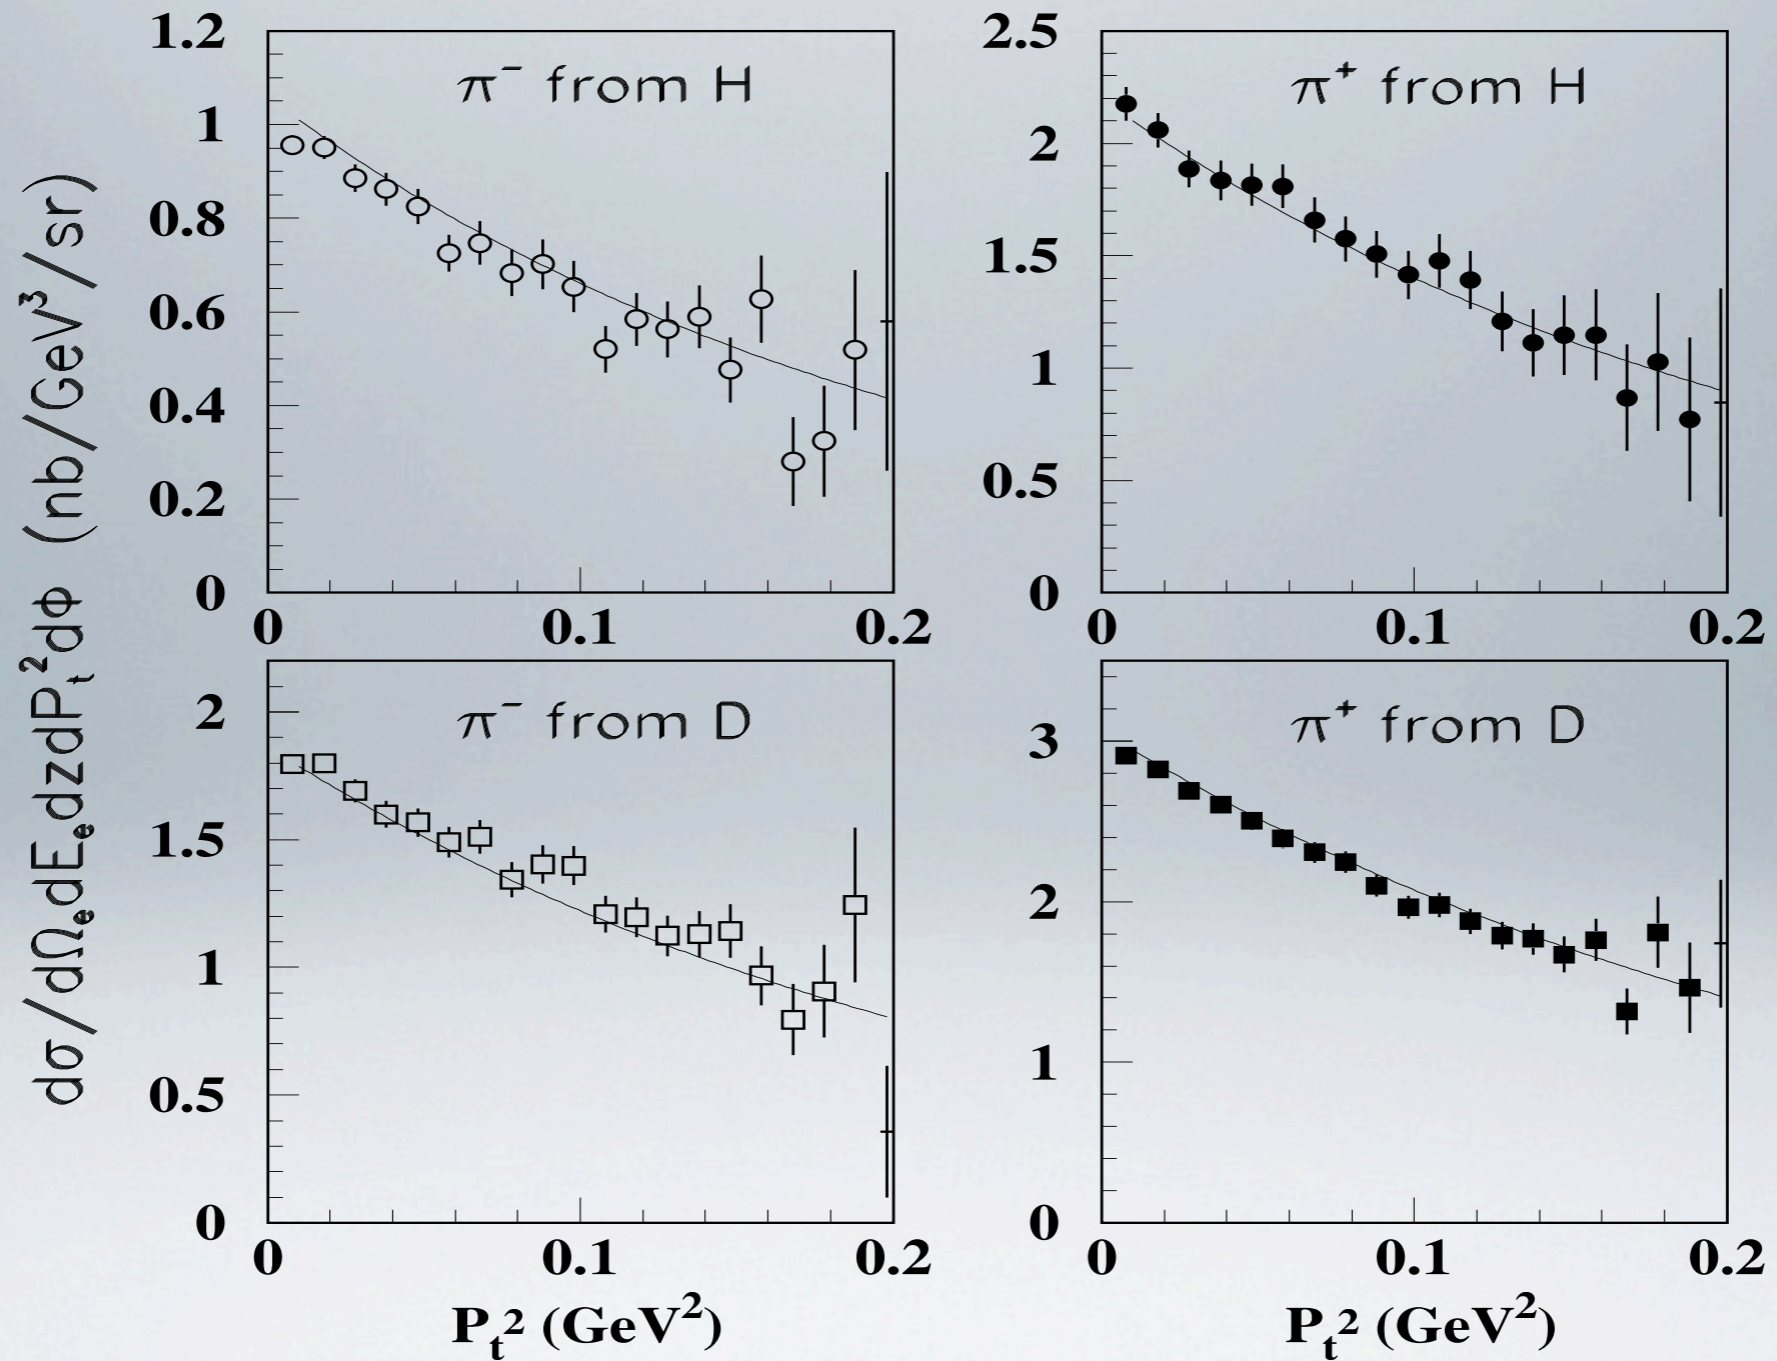 dσ/dΩₑdEₑdzdPₜ²dϕ (nb/GeV³/sr)
π⁻ from H
1.2
1
0.8
0.6
0.4
0.2
0
0 0.1 0.2
π⁺ from H
2.5
2
1.5
1
0.5
0
0 0.1 0.2
π⁻ from D
2
1.5
1
0.5
0
0 0.1 0.2
Pₜ² (GeV²)
π⁺ from D
3
2
1
0
0 0.1 0.2
Pₜ² (GeV²)